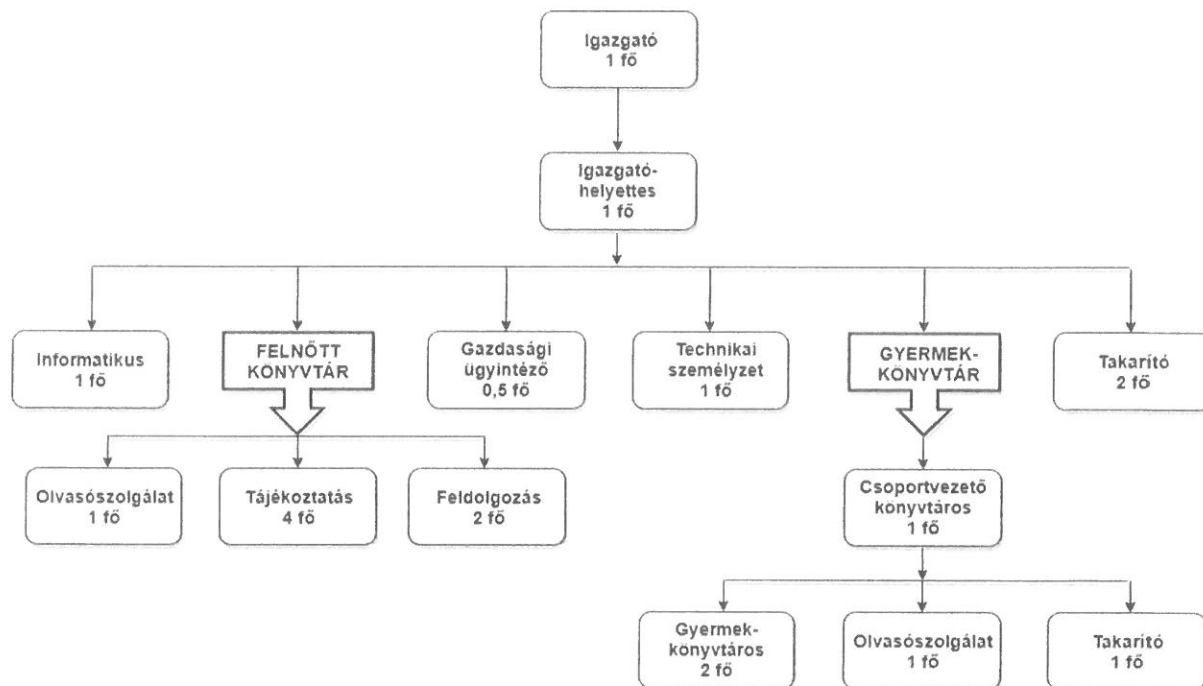 Igazgató
1 fő
Igazgató-
helyettes
1 fő
Informatikus
1 fő
FELNŐTT
KÖNYVTÁR
Gazdasági
ügyintéző
0,5 fő
Technikai
személyzet
1 fő
GYERMEK-
KÖNYVTÁR
Takarító
2 fő
Olvasószolgálat
1 fő
Tájékoztatás
4 fő
Feldolgozás
2 fő
Csoportvezető
könyvtáros
1 fő
Gyermek-
könyvtáros
2 fő
Olvasószolgálat
1 fő
Takarító
1 fő